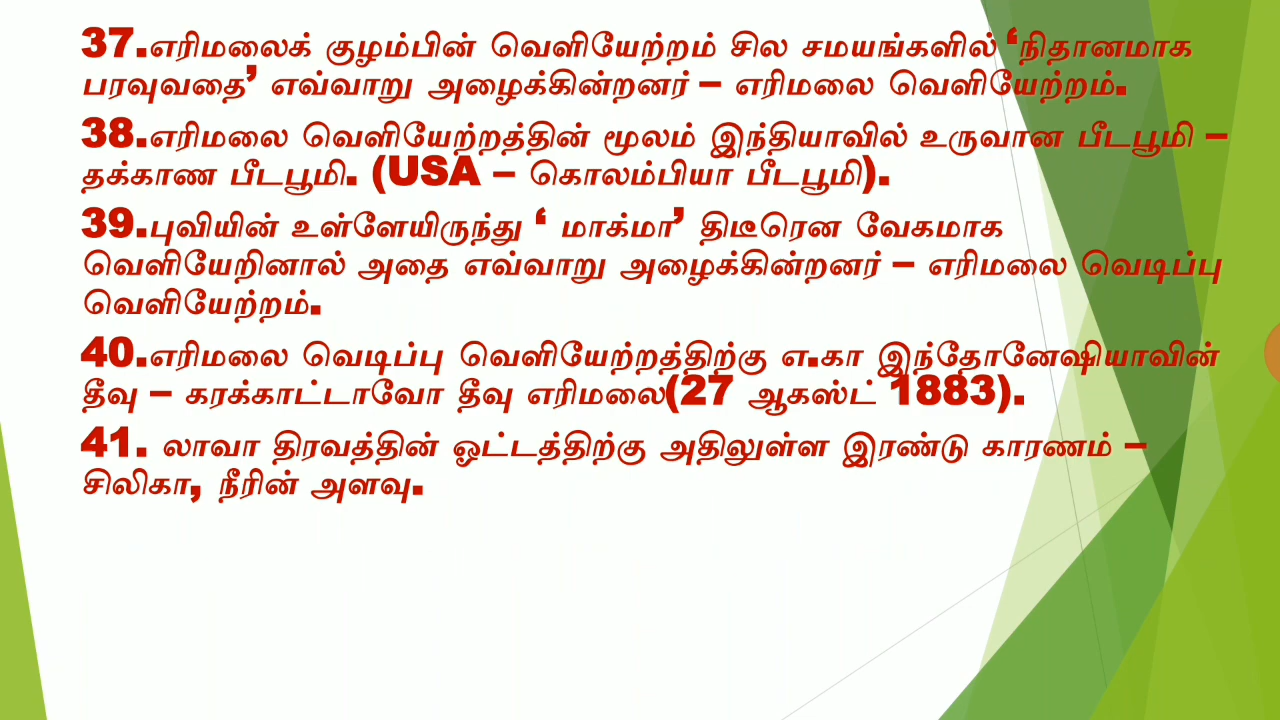 37.எரிமலைக் குழம்பின் வெளியேற்றம் சில சமயங்களில் ‘நிதானமாக
பரவுவதை’ எவ்வாறு அழைக்கின்றனர் – எரிமலை வெளியேற்றம்.
38.எரிமலை வெளியேற்றத்தின் மூலம் இந்தியாவில் உருவான பீடபூமி –
தக்காண பீடபூமி. (USA – கொலம்பியா பீடபூமி).
39.புவியின் உள்ளேயிருந்து ‘ மாக்மா’ திடீரென வேகமாக
வெளியேறினால் அதை எவ்வாறு அழைக்கின்றனர் – எரிமலை வெடிப்பு
வெளியேற்றம்.
40.எரிமலை வெடிப்பு வெளியேற்றத்திற்கு எ.கா இந்தோனேஷியாவின்
தீவு – கரக்காட்டாவோ தீவு எரிமலை(27 ஆகஸ்ட் 1883).
41. லாவா திரவத்தின் ஓட்டத்திற்கு அதிலுள்ள இரண்டு காரணம் –
சிலிகா, நீரின் அளவு.